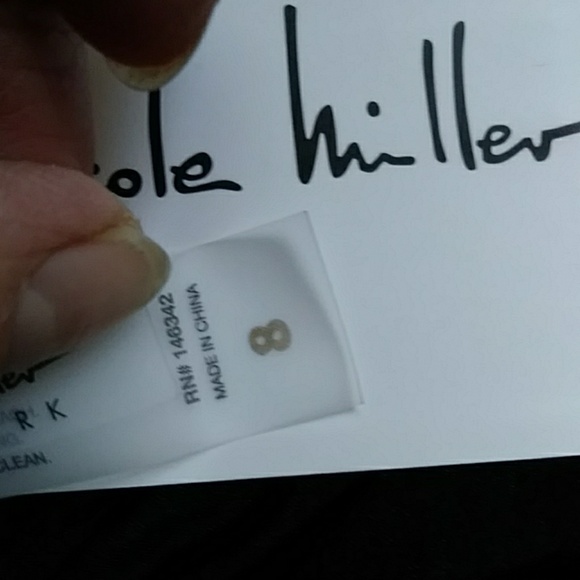 ole Miller
RN# 146342
MADE IN CHINA
8
R K
CLEAN.